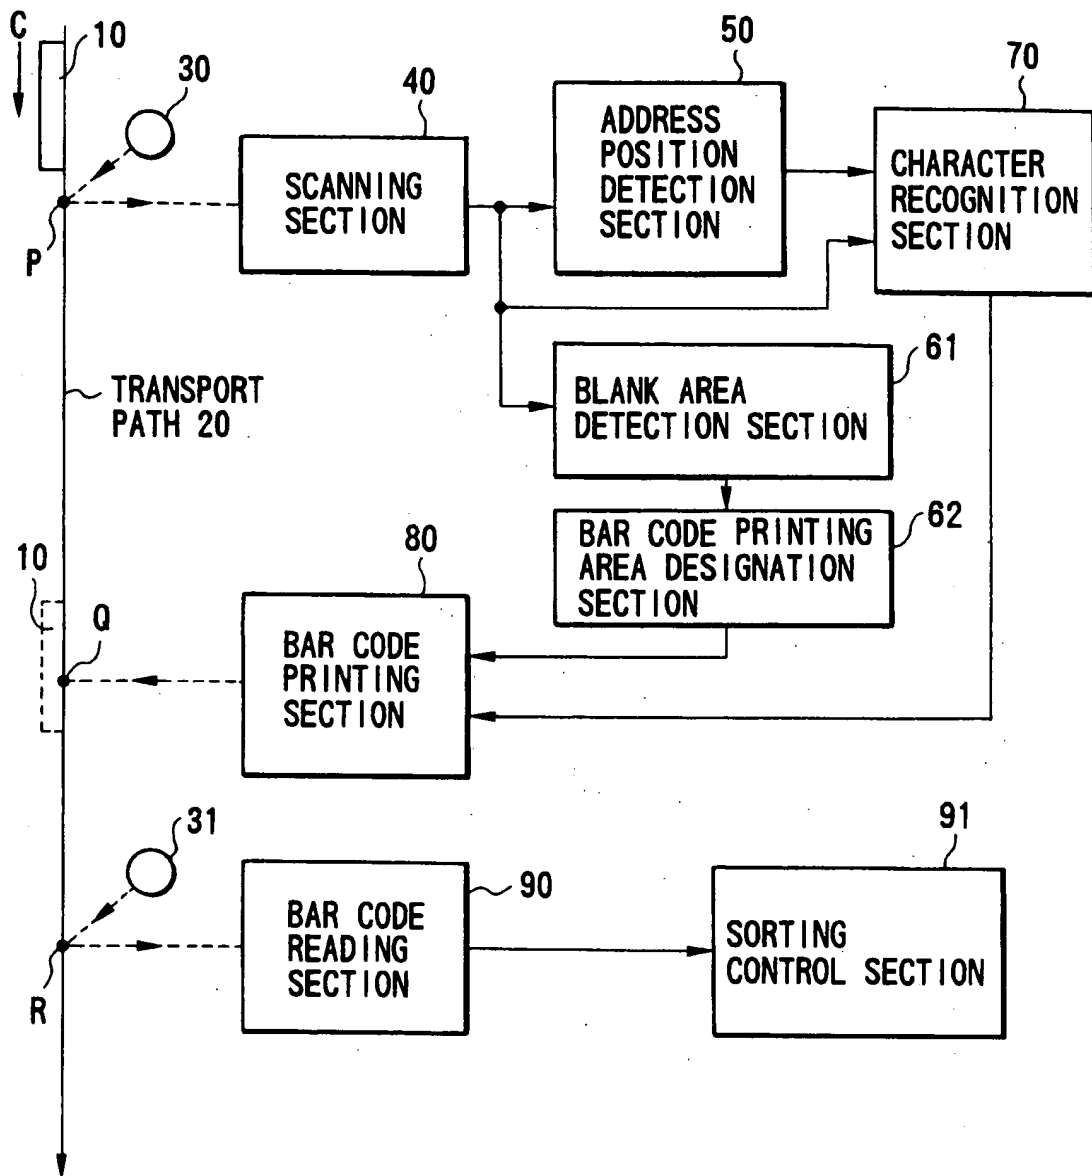 C
10
30
40
50
70
SCANNING
SECTION
ADDRESS
POSITION
DETECTION
SECTION
CHARACTER
RECOGNITION
SECTION
P
61
BLANK AREA
DETECTION SECTION
TRANSPORT
PATH 20
62
BAR CODE PRINTING
AREA DESIGNATION
SECTION
10
Q
80
BAR CODE
PRINTING
SECTION
31
90
91
BAR CODE
READING
SECTION
SORTING
CONTROL SECTION
R